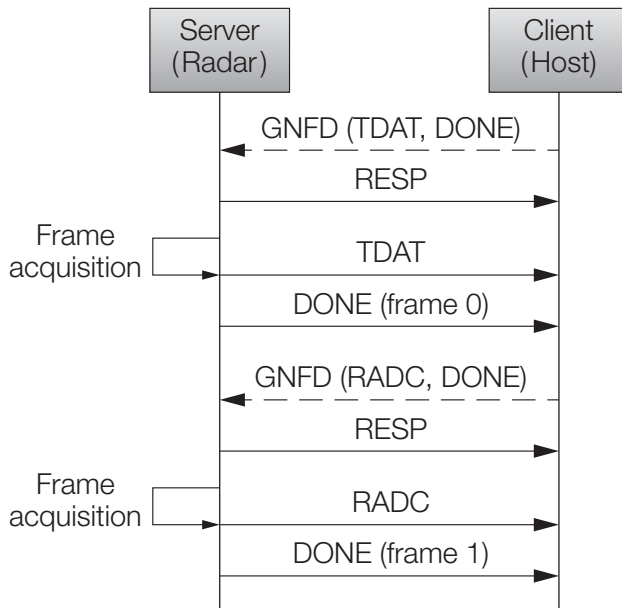 Server
(Radar)
Client
(Host)
GNFD (TDAT, DONE)
RESP
Frame
acquisition
TDAT
DONE (frame 0)
GNFD (RADC, DONE)
RESP
Frame
acquisition
RADC
DONE (frame 1)